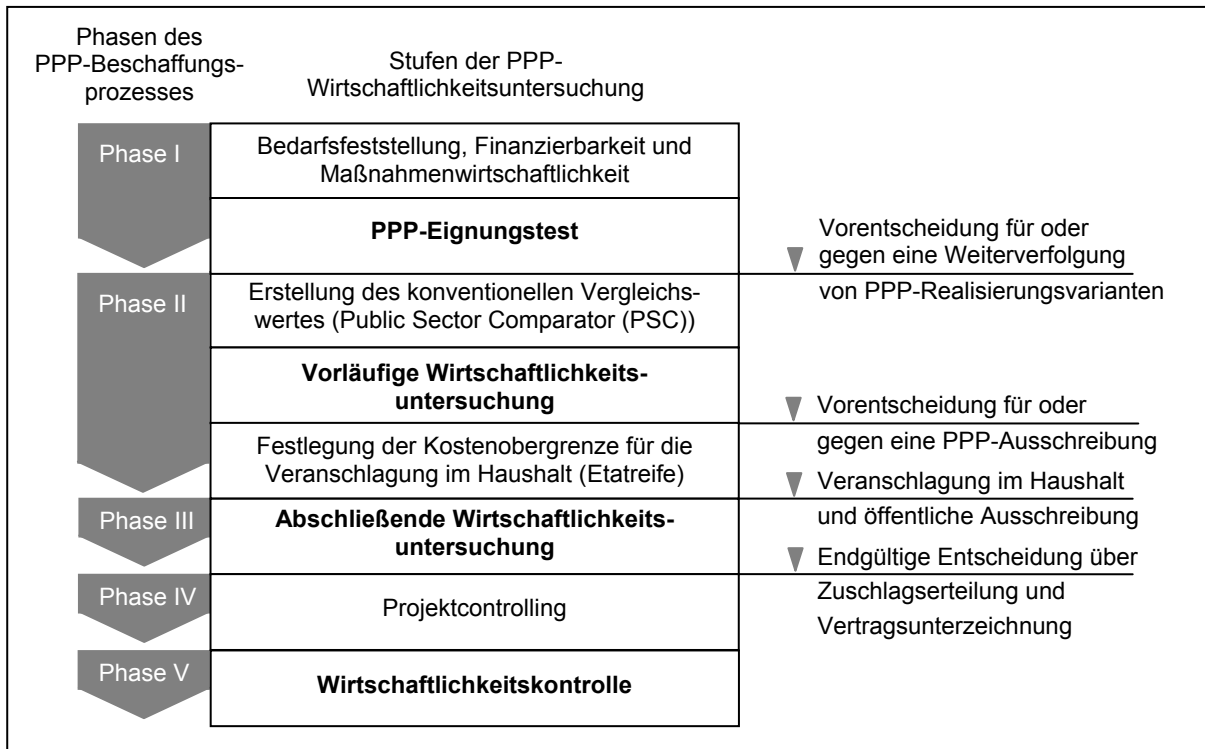 Phasen des
PPP-Beschaffungs-
prozesses
Stufen der PPP-
Wirtschaftlichkeitsuntersuchung
Phase I
Bedarfsfeststellung, Finanzierbarkeit und
Maßnahmenwirtschaftlichkeit
PPP-Eignungstest
Vorentscheidung für oder
gegen eine Weiterverfolgung
von PPP-Realisierungsvarianten
Phase II
Erstellung des konventionellen Vergleichs-
wertes (Public Sector Comparator (PSC))
Vorläufige Wirtschaftlichkeits-
untersuchung
Vorentscheidung für oder
gegen eine PPP-Ausschreibung
Festlegung der Kostenobergrenze für die
Veranschlagung im Haushalt (Etatreife)
Veranschlagung im Haushalt
und öffentliche Ausschreibung
Phase III
Abschließende Wirtschaftlichkeits-
untersuchung
Endgültige Entscheidung über
Zuschlagserteilung und
Vertragsunterzeichnung
Phase IV
Projektcontrolling
Phase V
Wirtschaftlichkeitskontrolle